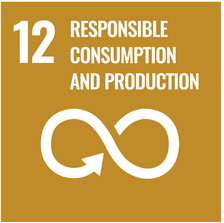 12 RESPONSIBLE
CONSUMPTION
AND PRODUCTION